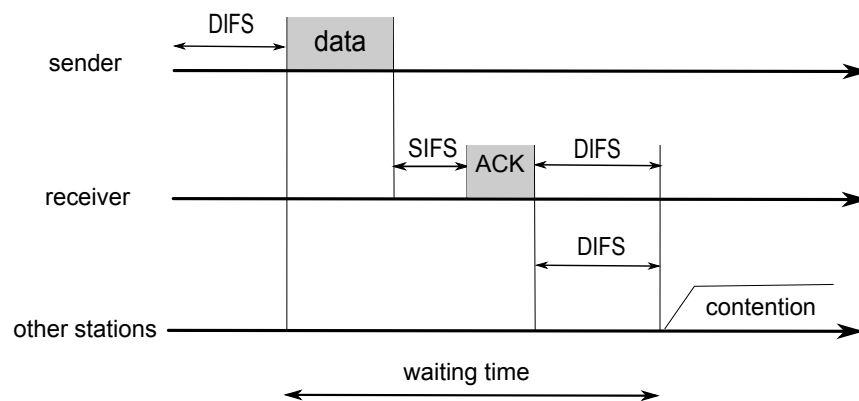 DIFS
data
sender
SIFS
ACK
DIFS
receiver
DIFS
contention
other stations
waiting time